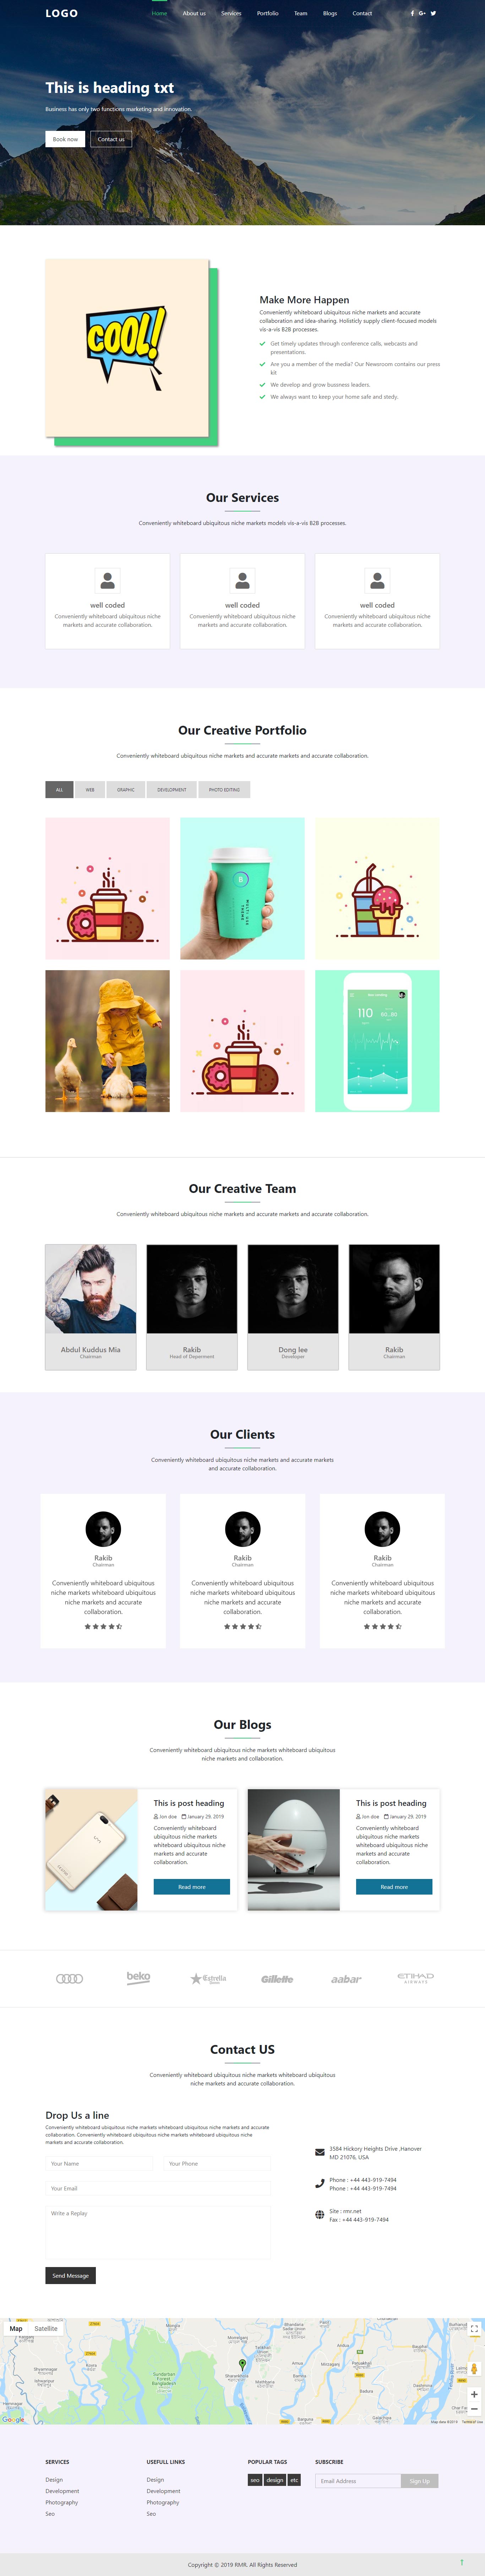 LOGO
Home About us Services Portfolio Team Blogs Contact
This is heading txt
Business has only two functions marketing and innovation.
Book now Contact us
COOL!
Make More Happen
Conveniently whiteboard ubiquitous niche markets and accurate
collaboration and idea-sharing. Holisticly supply client-focused models
vis-a-vis B2B processes.
Get timely updates through conference calls, webcasts and
presentations.
Are you a member of the media? Our Newsroom contains our press
kit
We develop and grow bussness leaders.
We always want to keep your home safe and stedy.
Our Services
Conveniently whiteboard ubiquitous niche markets models vis-a-vis B2B processes.
well coded well coded well coded
Conveniently whiteboard ubiquitous niche Conveniently whiteboard ubiquitous niche Conveniently whiteboard ubiquitous niche
markets and accurate collaboration. markets and accurate collaboration. markets and accurate collaboration.
Our Creative Portfolio
Conveniently whiteboard ubiquitous niche markets and accurate markets and accurate collaboration.
ALL WEB GRAPHIC DEVELOPMENT PHOTO EDITING
Our Creative Team
Conveniently whiteboard ubiquitous niche markets and accurate markets and accurate collaboration.
Abdul Kuddus Mia Rakib Dong lee Rakib
Chairman Head of Deperment Developer Chairman
Our Clients
Conveniently whiteboard ubiquitous niche markets and accurate markets
and accurate collaboration.
Rakib Rakib Rakib
Chairman Chairman Chairman
Conveniently whiteboard ubiquitous Conveniently whiteboard ubiquitous Conveniently whiteboard ubiquitous
niche markets whiteboard ubiquitous niche markets whiteboard ubiquitous niche markets whiteboard ubiquitous
niche markets and accurate niche markets and accurate niche markets and accurate
collaboration. collaboration. collaboration.
Our Blogs
Conveniently whiteboard ubiquitous niche markets whiteboard ubiquitous
niche markets and collaboration.
This is post heading This is post heading
Jon doe January 29, 2019 Jon doe January 29, 2019
Conveniently whiteboard Conveniently whiteboard
ubiquitous niche markets ubiquitous niche markets
whiteboard ubiquitous niche whiteboard ubiquitous niche
markets and accurate markets and accurate
collaboration. collaboration.
Read more Read more
beko Estrella Gillette aabar ETIHAD
AIRWAYS
Contact US
Conveniently whiteboard ubiquitous niche markets whiteboard ubiquitous
niche markets and accurate collaboration.
Drop Us a line
Conveniently whiteboard ubiquitous niche markets whiteboard ubiquitous niche markets and accurate
collaboration. Conveniently whiteboard ubiquitous niche markets whiteboard ubiquitous niche
markets and accurate collaboration.
Your Name Your Phone
Your Email
Write a Replay
Send Message
3584 Hickory Heights Drive ,Hanover
MD 21076, USA
Phone : +44 443-919-7494
Phone : +44 443-919-7494
Site : rmr.net
Fax : +44 443-919-7494
Map Satellite
Sundarban
Forest,
Bangladesh
Google
Map data ©2019 Terms of Use
SERVICES USEFULL LINKS POPULAR TAGS SUBSCRIBE
Design Design seo design etc Email Address Sign Up
Development Development
Photography Photography
Seo Seo
Copyright © 2019 RMR. All Rights Reserved